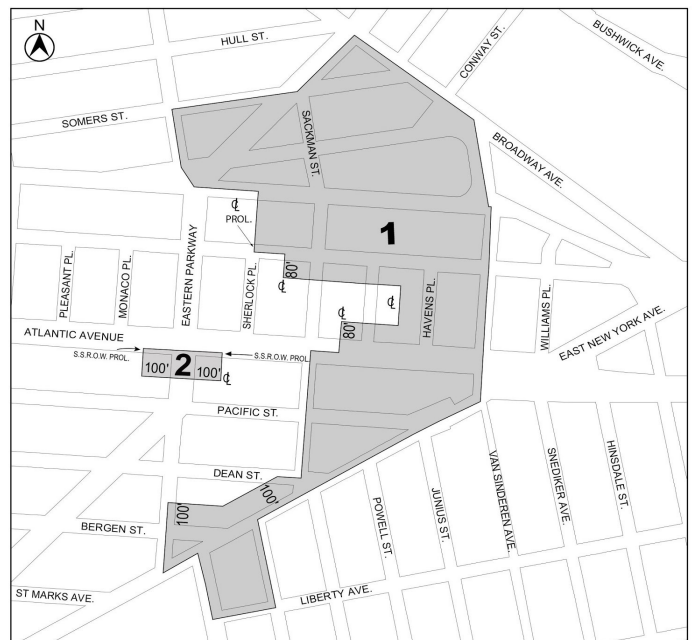 N
HULL ST.
CONWAY ST.
BUSHWICK AVE.
SOMERS ST.
SACKMAN ST.
BROADWAY AVE.
℄
PROL.
1
PLEASANT PL.
MONACO PL.
EASTERN PARKWAY
SHERLOCK PL.
80'
℄
℄
℄
80'
HAVENS PL.
WILLIAMS PL.
EAST NEW YORK AVE.
ATLANTIC AVENUE
S.S.R.O.W. PROL.
S.S.R.O.W. PROL.
100'
2
100'
℄
PACIFIC ST.
DEAN ST.
100'
100'
BERGEN ST.
POWELL ST.
JUNIUS ST.
VAN SINDEREN AVE.
SNEDIKER AVE.
HINSDALE ST.
ST MARKS AVE.
LIBERTY AVE.